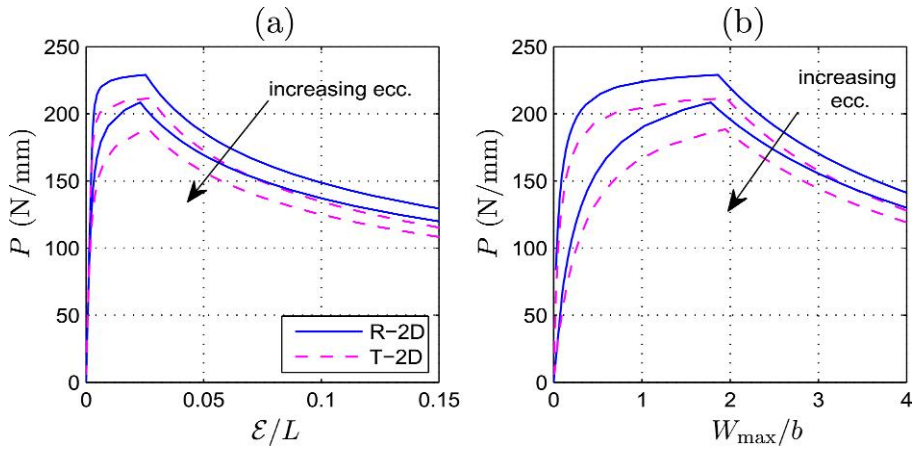 (a)
250
200
150
100
50
0
P (N/mm)
increasing ecc.
R−2D
T−2D
0 0.05 0.1 0.15
ℰ/L
(b)
250
200
150
100
50
0
P (N/mm)
increasing
ecc.
0 1 2 3 4
W_max/b